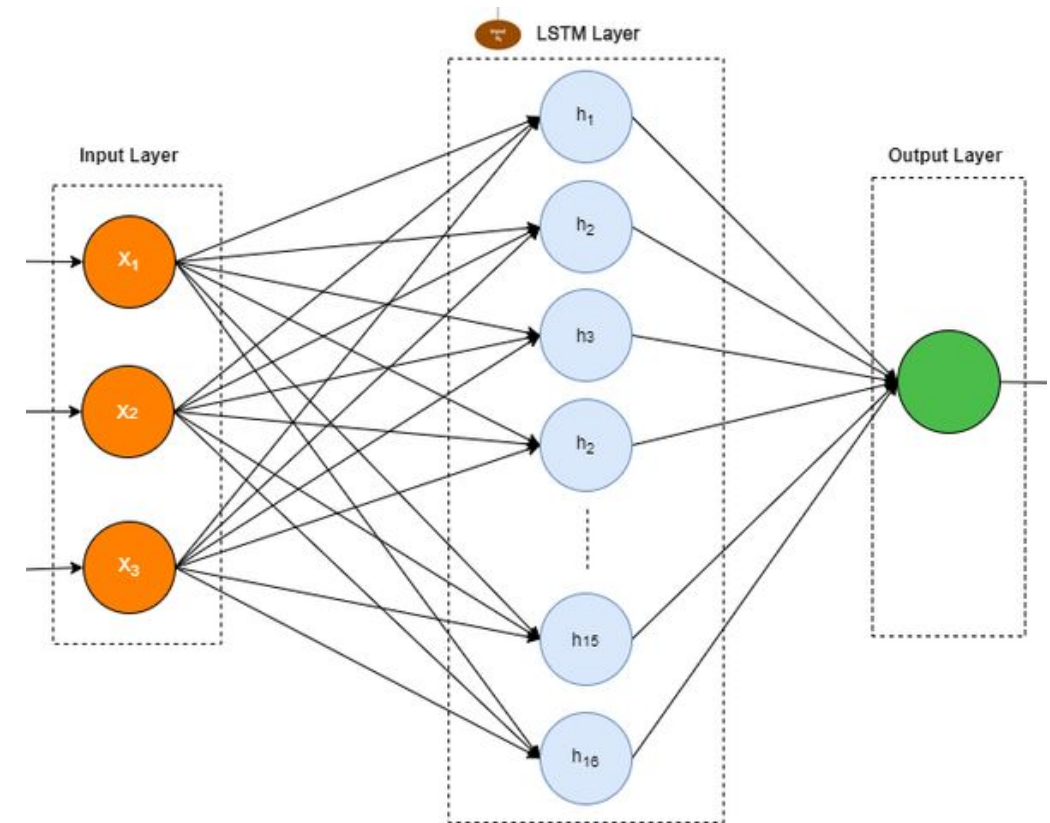 LSTM Layer
Input Layer
Output Layer
h₁
h₂
h3
h₂
h15
h₁₆
X₁
X2
X₃